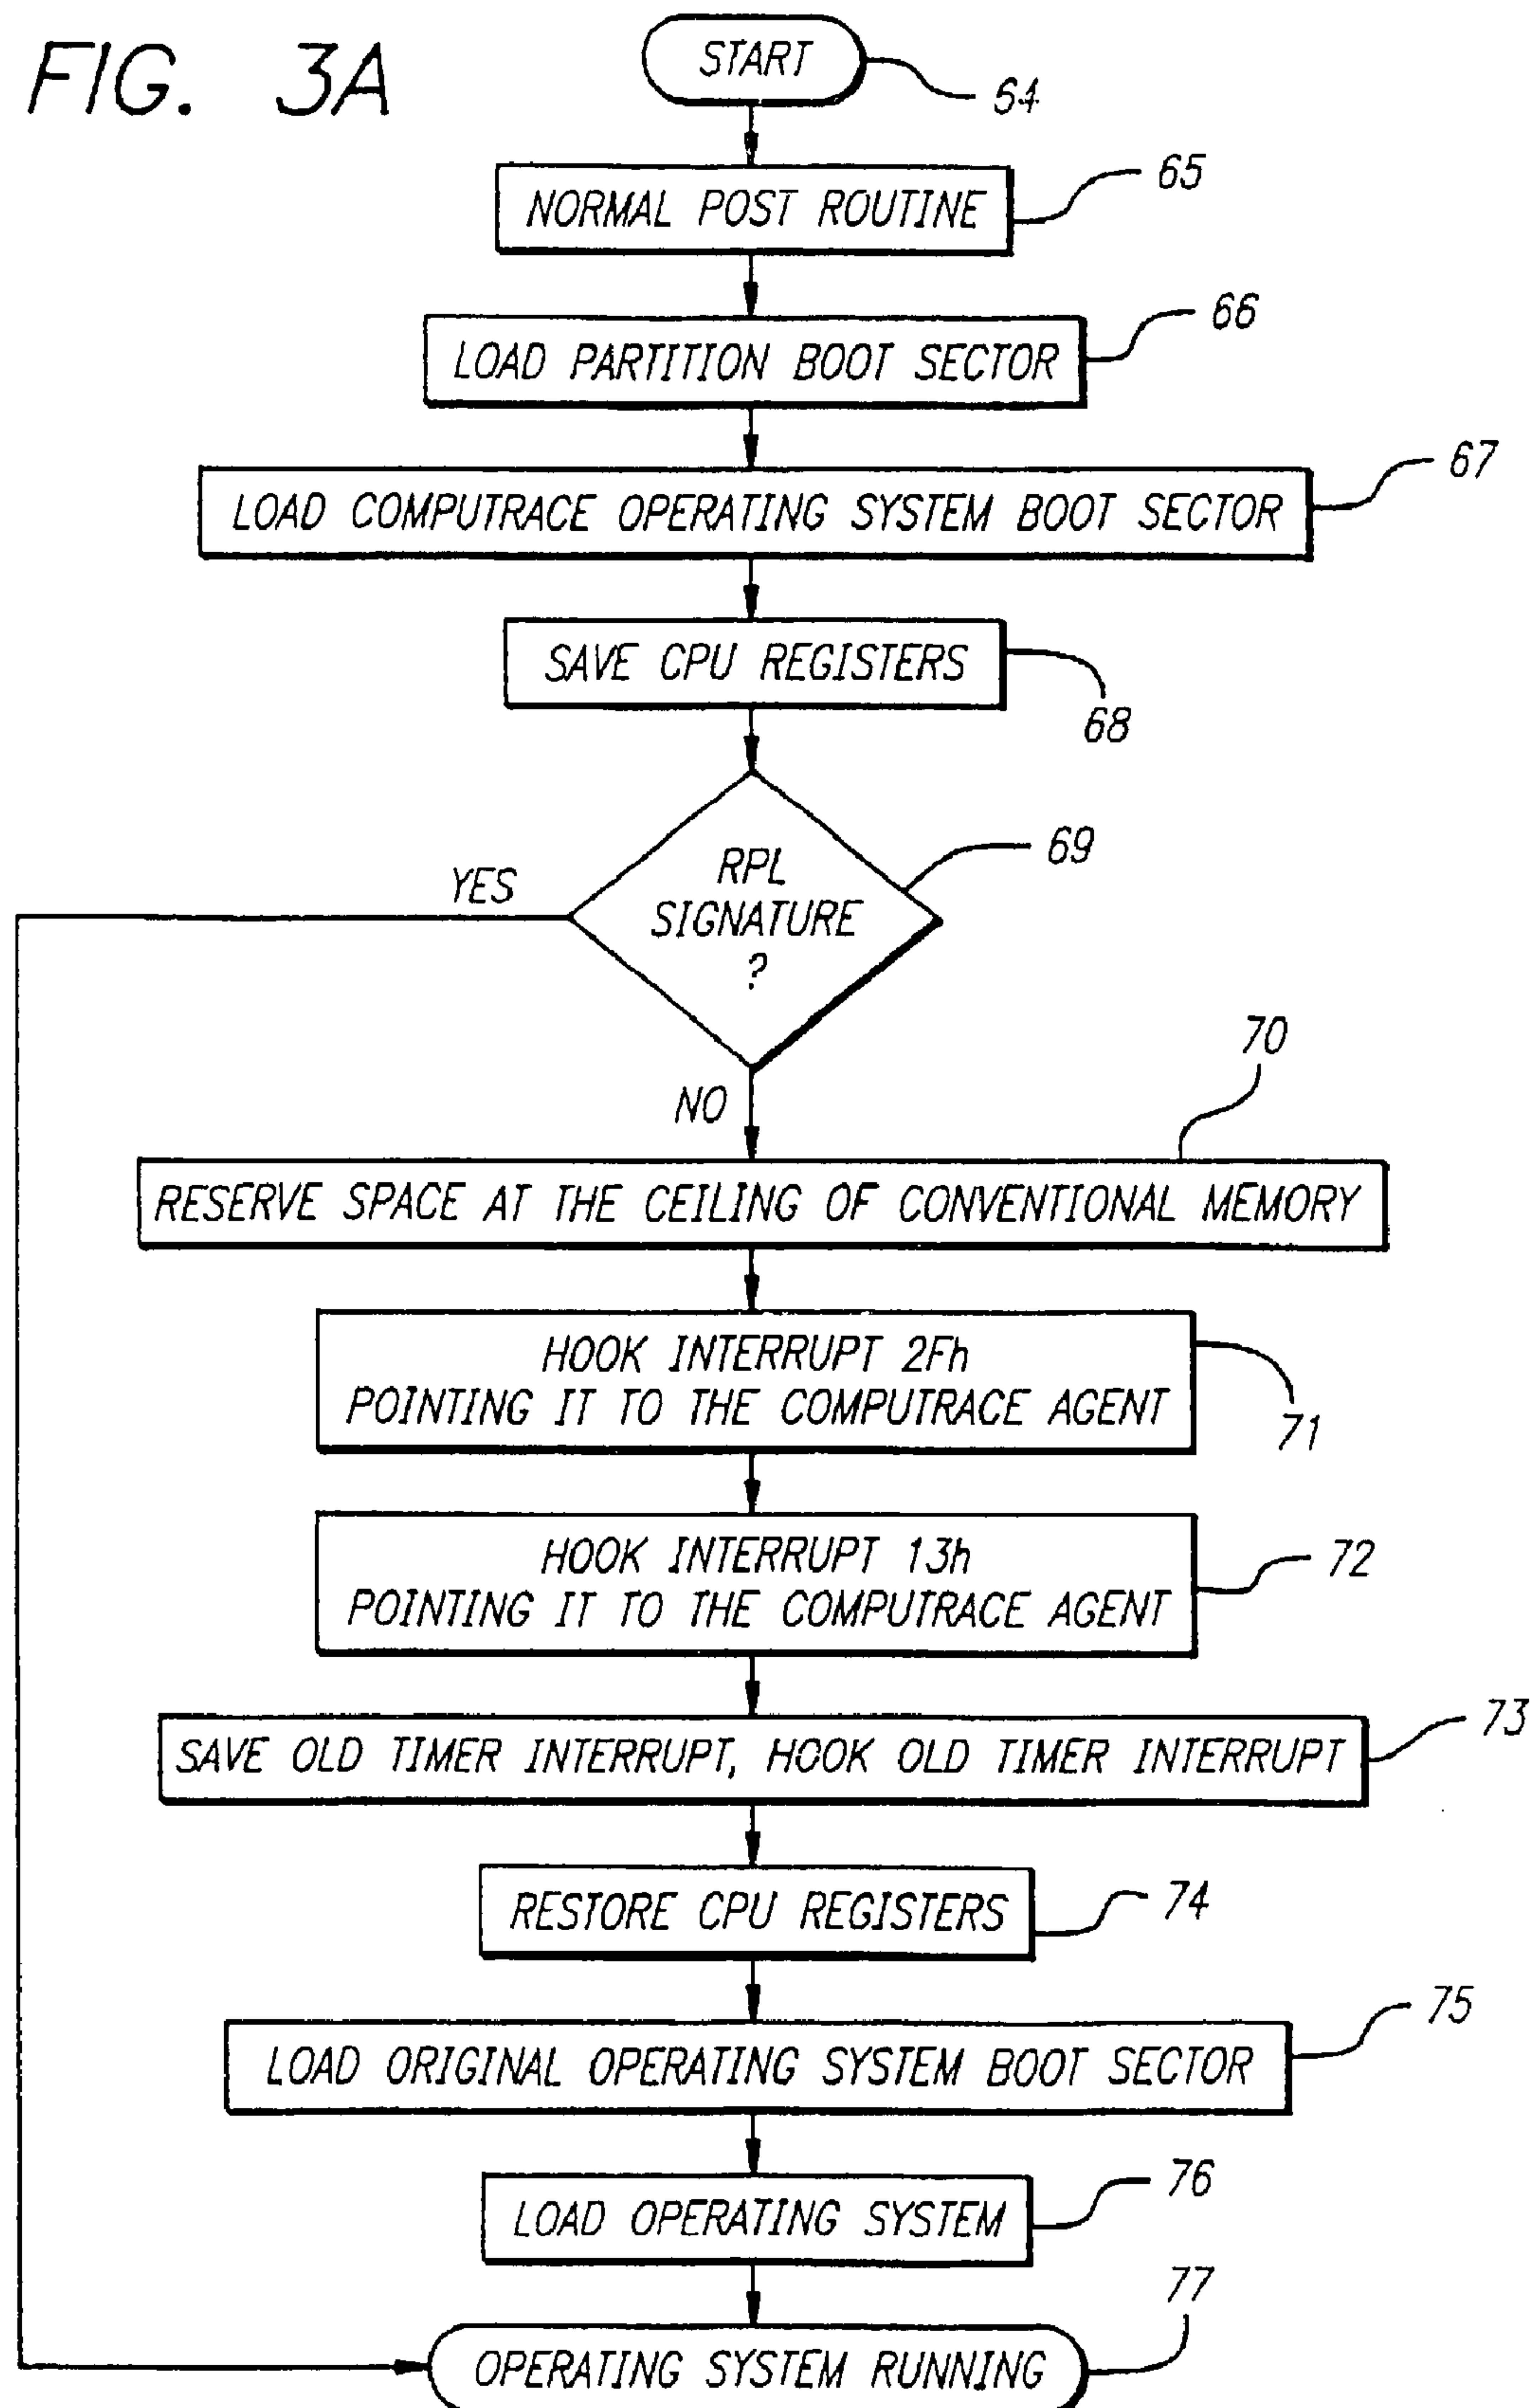 FIG. 3A
START
64
NORMAL POST ROUTINE
65
LOAD PARTITION BOOT SECTOR
66
LOAD COMPUTRACE OPERATING SYSTEM BOOT SECTOR
67
SAVE CPU REGISTERS
68
RPL
SIGNATURE
?
69
YES
NO
70
RESERVE SPACE AT THE CEILING OF CONVENTIONAL MEMORY
HOOK INTERRUPT 2Fh
POINTING IT TO THE COMPUTRACE AGENT
71
HOOK INTERRUPT 13h
POINTING IT TO THE COMPUTRACE AGENT
72
SAVE OLD TIMER INTERRUPT, HOOK OLD TIMER INTERRUPT
73
RESTORE CPU REGISTERS
74
LOAD ORIGINAL OPERATING SYSTEM BOOT SECTOR
75
LOAD OPERATING SYSTEM
76
OPERATING SYSTEM RUNNING
77